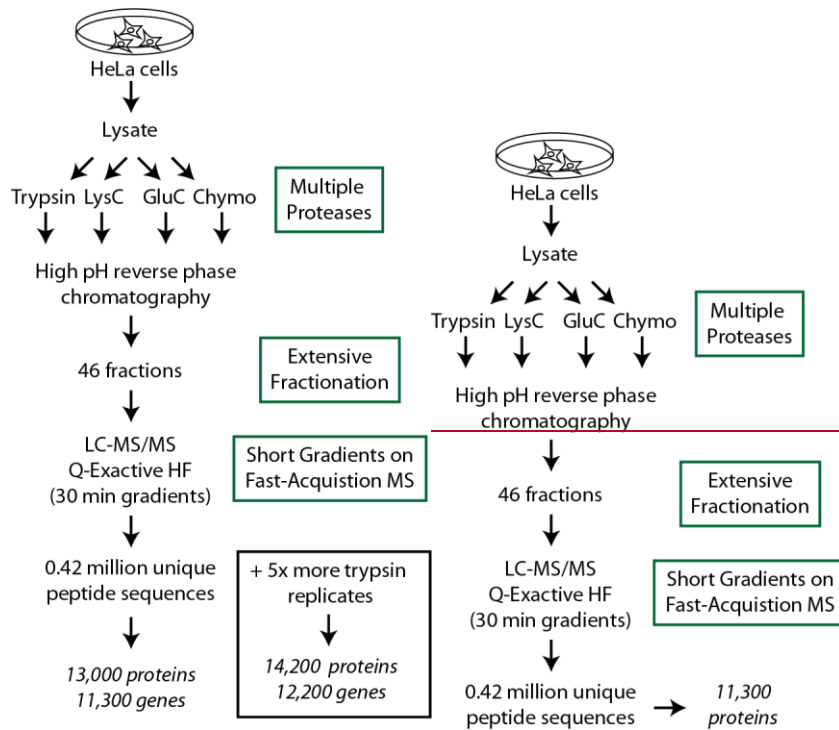 HeLa cells
Lysate
Trypsin LysC GluC Chymo
Multiple
Proteases
High pH reverse phase
chromatography
46 fractions
Extensive
Fractionation
LC-MS/MS
Q-Exactive HF
(30 min gradients)
Short Gradients on
Fast-Acquistion MS
0.42 million unique
peptide sequences
13,000 proteins
11,300 genes
+ 5x more trypsin
replicates
14,200 proteins
12,200 genes
HeLa cells
Lysate
Trypsin LysC GluC Chymo
Multiple
Proteases
High pH reverse phase
chromatography
46 fractions
Extensive
Fractionation
LC-MS/MS
Q-Exactive HF
(30 min gradients)
Short Gradients on
Fast-Acquistion MS
0.42 million unique
peptide sequences
11,300
proteins